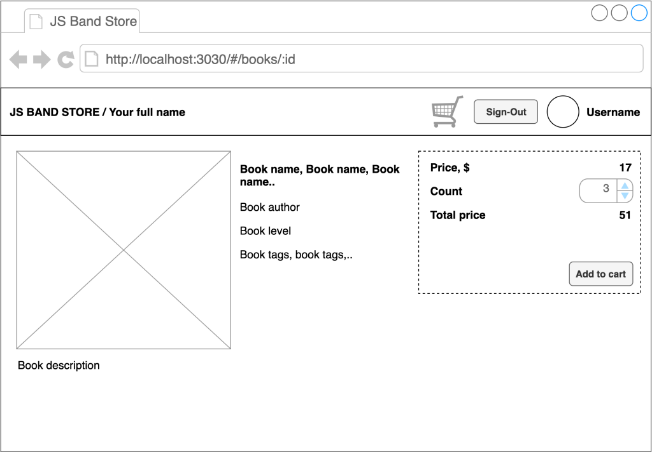 JS Band Store
http://localhost:3030/#/books/:id
JS BAND STORE / Your full name
Sign-Out
Username
Book name, Book name, Book
name..
Book author
Book level
Book tags, book tags,..
Price, $ 17
Count 3
Total price 51
Add to cart
Book description